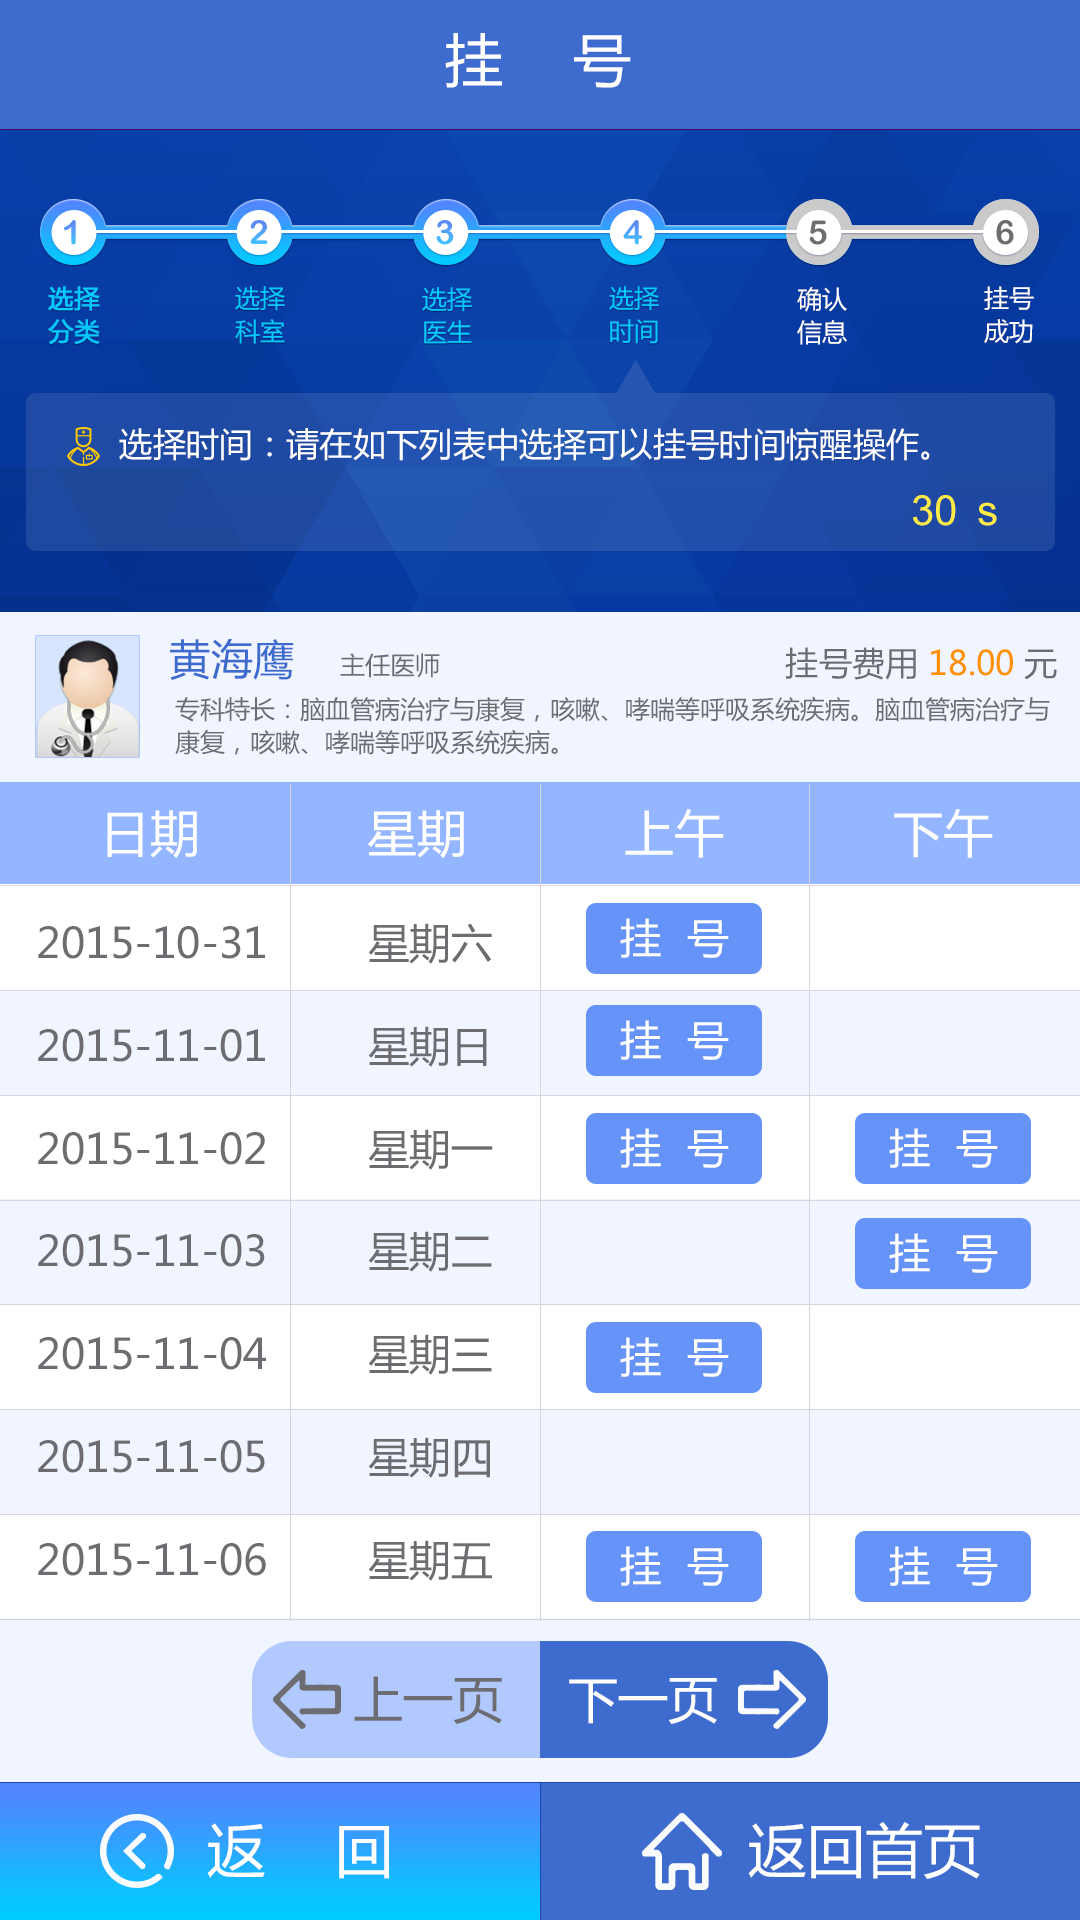 挂 号
1 2 3 4 5 6
选择 选择 选择 选择 确认 挂号
分类 科室 医生 时间 信息 成功
选择时间：请在如下列表中选择可以挂号时间惊醒操作。
30 s
黄海鹰 主任医师 挂号费用 18.00 元
专科特长：脑血管病治疗与康复，咳嗽、哮喘等呼吸系统疾病。脑血管病治疗与
康复，咳嗽、哮喘等呼吸系统疾病。
日期 星期 上午 下午
2015-10-31 星期六 挂 号
2015-11-01 星期日 挂 号
2015-11-02 星期一 挂 号 挂 号
2015-11-03 星期二 挂 号
2015-11-04 星期三 挂 号
2015-11-05 星期四
2015-11-06 星期五 挂 号 挂 号
上一页 下一页
返 回 返回首页